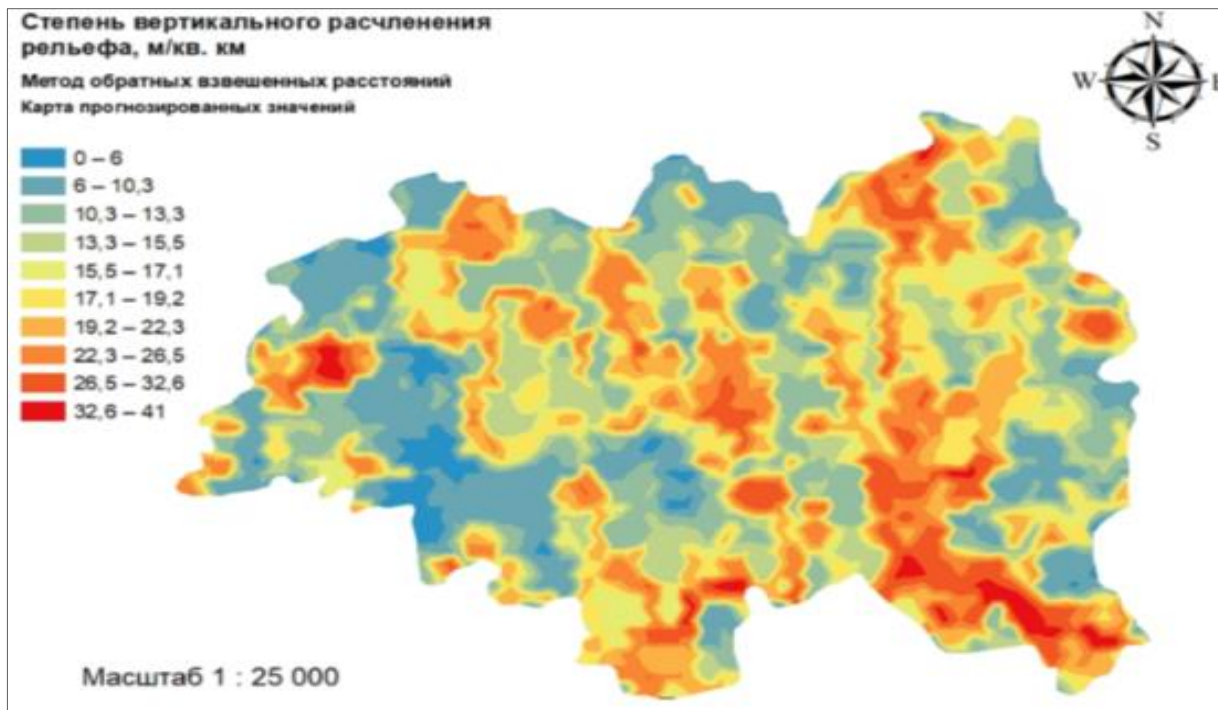 Степень вертикального расчленения
рельефа, м/кв. км
Метод обратных взвешенных расстояний
Карта прогнозированных значений
0 – 6
6 – 10,3
10,3 – 13,3
13,3 – 15,5
15,5 – 17,1
17,1 – 19,2
19,2 – 22,3
22,3 – 26,5
26,5 – 32,6
32,6 – 41
N
W
E
S
Масштаб 1 : 25 000